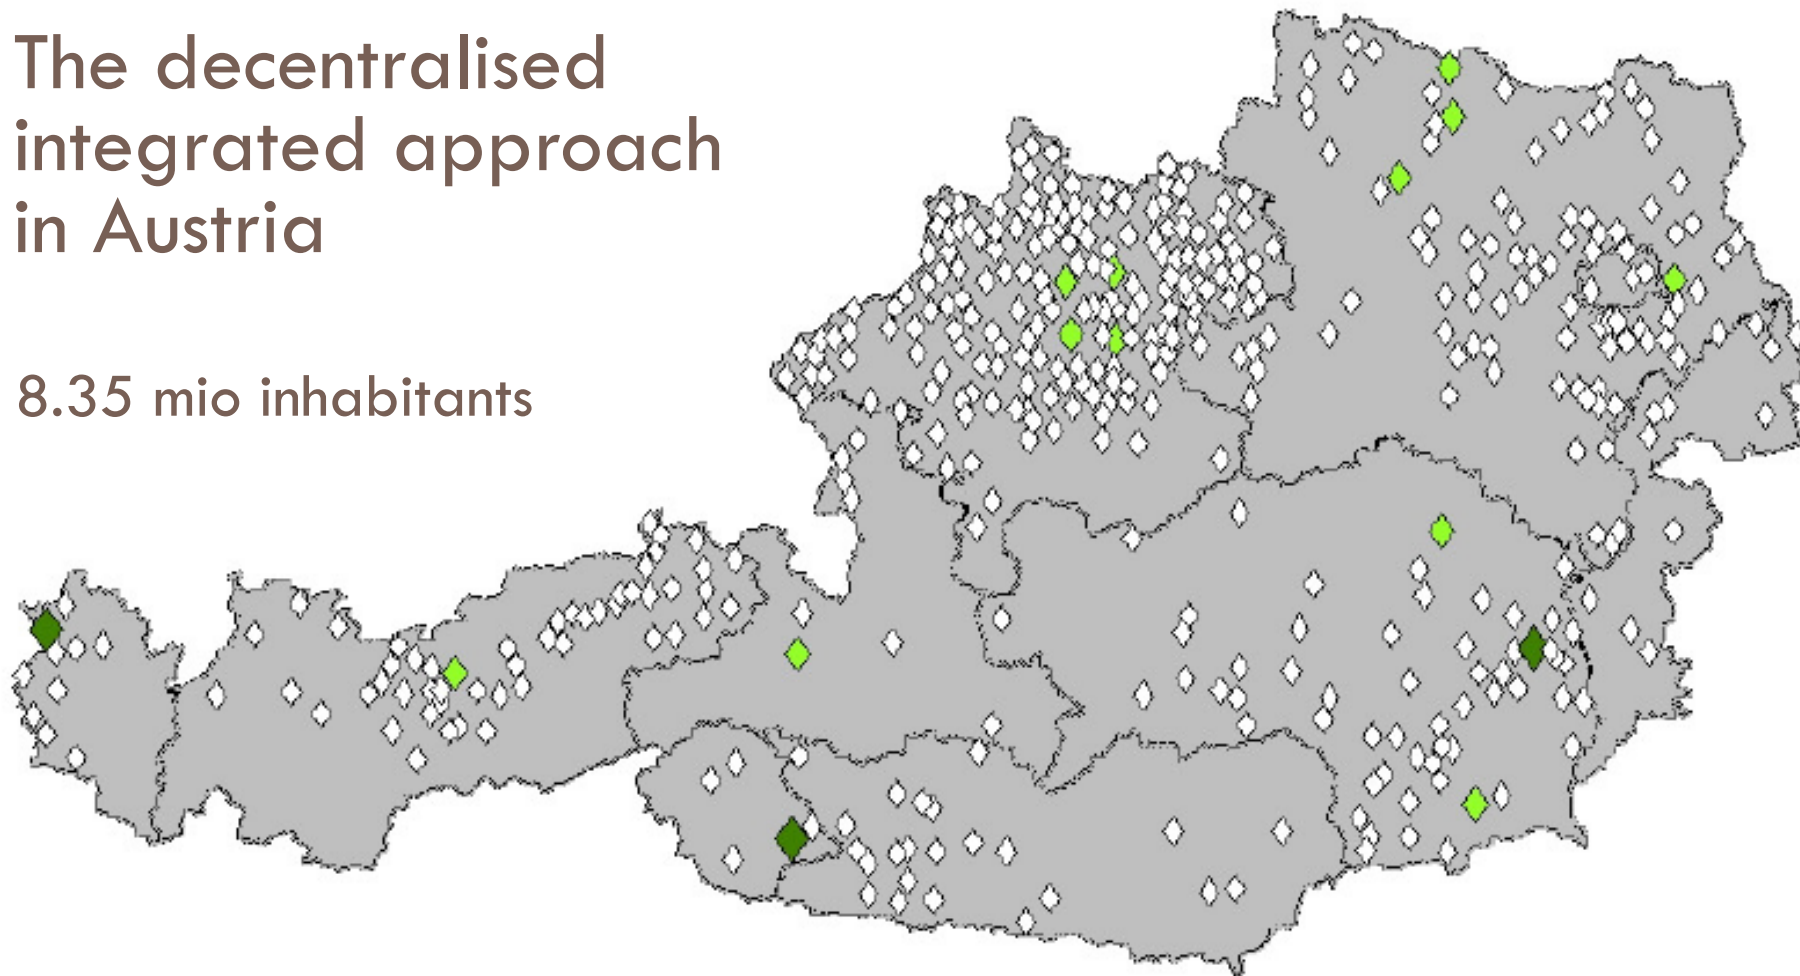 The decentralised
integrated approach
in Austria
8.35 mio inhabitants